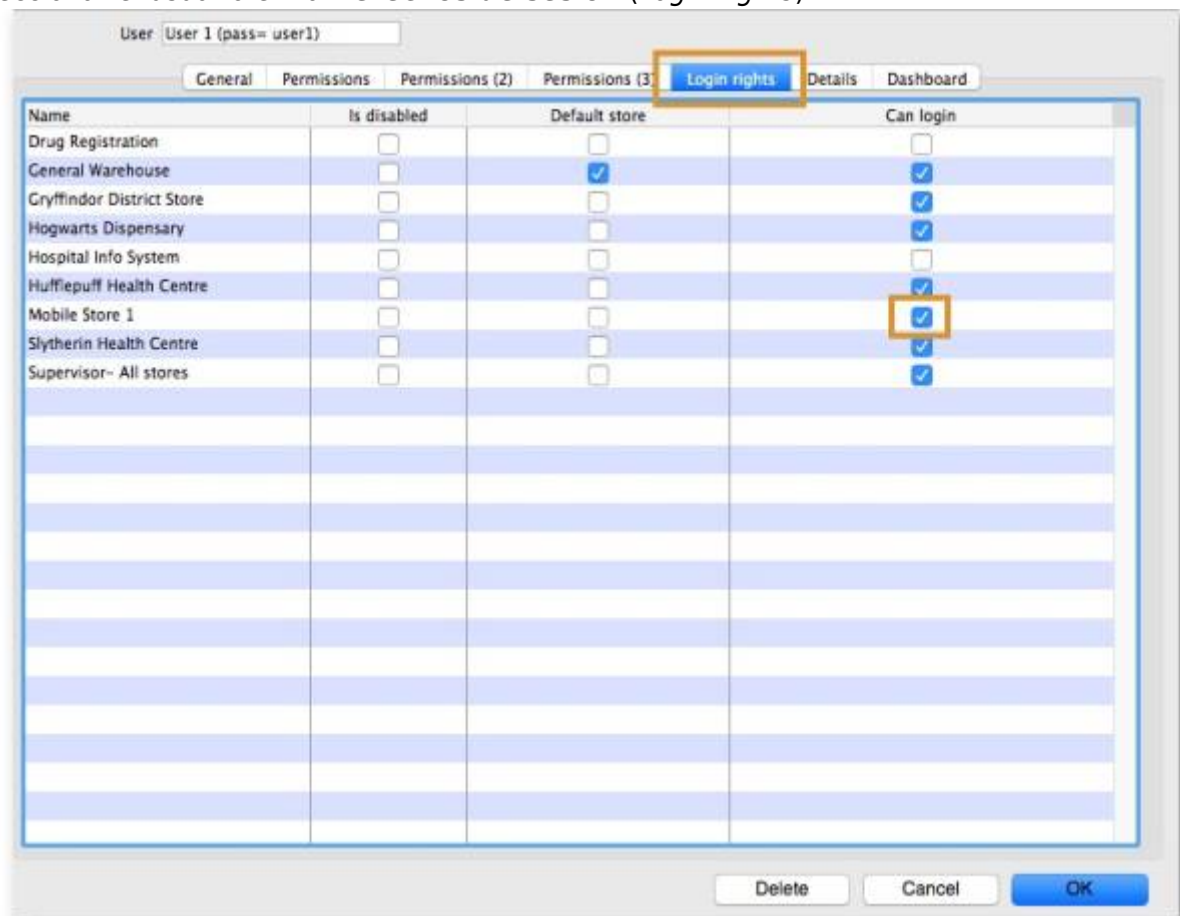 User User 1 (pass= user1)
General Permissions Permissions (2) Permissions (3) Login rights Details Dashboard
Name Is disabled Default store Can login
Drug Registration
General Warehouse
Gryffindor District Store
Hogwarts Dispensary
Hospital Info System
Hufflepuff Health Centre
Mobile Store 1
Slytherin Health Centre
Supervisor- All stores
Delete Cancel OK